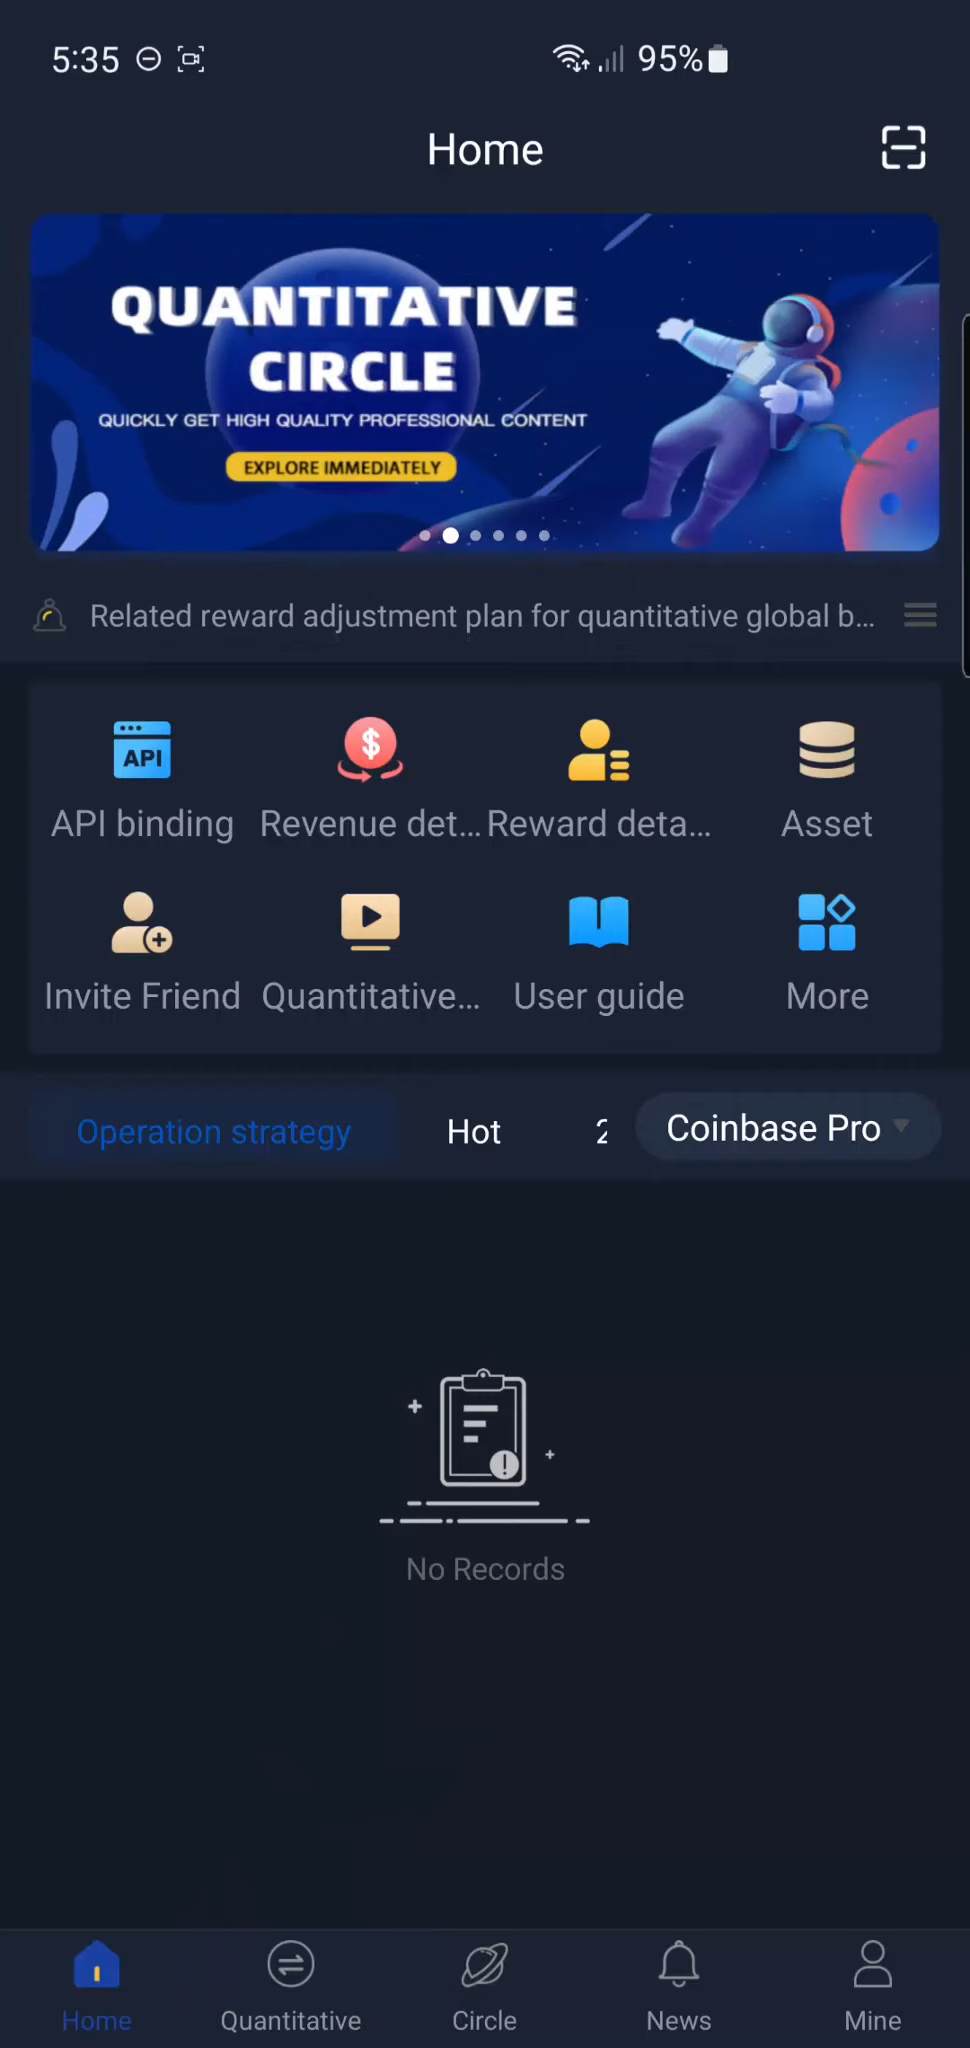 5:35
95%
Home
QUANTITATIVE
CIRCLE
QUICKLY GET HIGH QUALITY PROFESSIONAL CONTENT
EXPLORE IMMEDIATELY
Related reward adjustment plan for quantitative global b...
API
$
API binding
Revenue det...
Reward deta...
Asset
Invite Friend
Quantitative...
User guide
More
Operation strategy
Hot
2
Coinbase Pro
No Records
Home
Quantitative
Circle
News
Mine